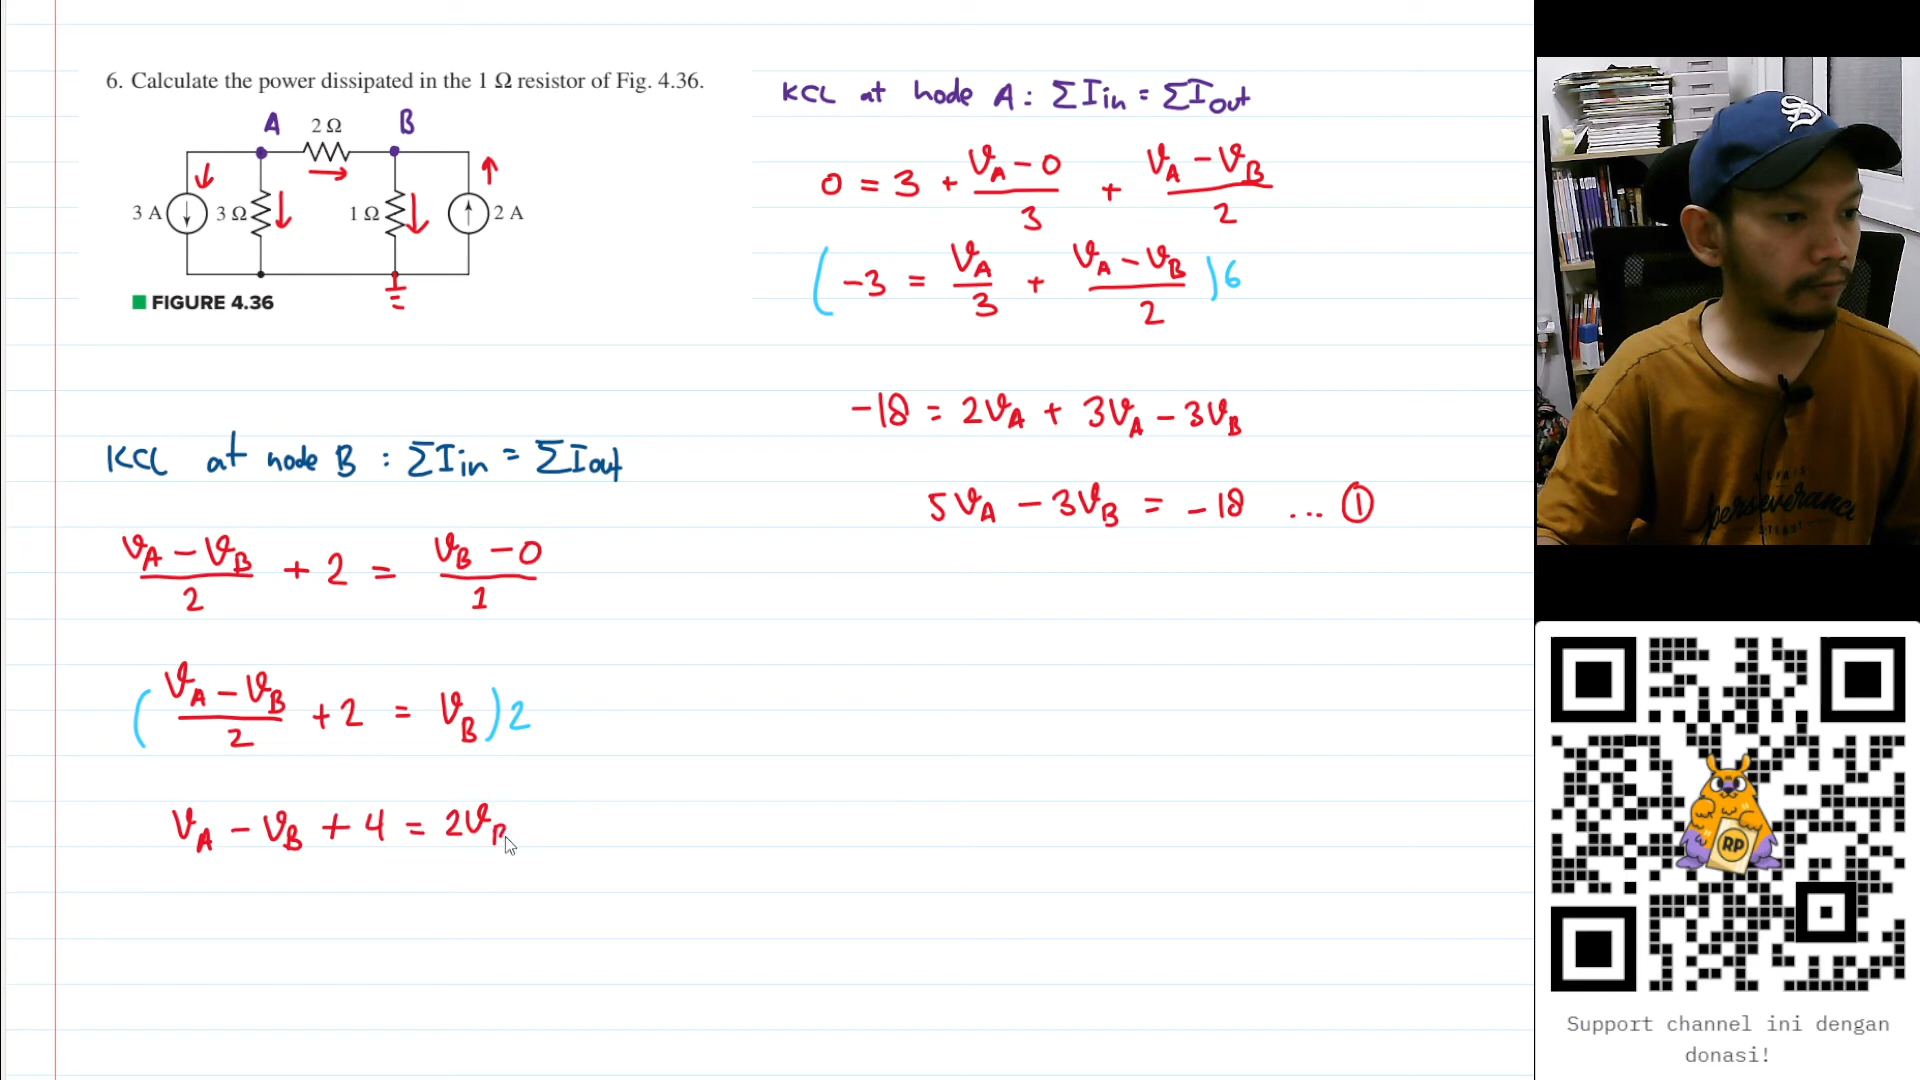 6. Calculate the power dissipated in the 1 Ω resistor of Fig. 4.36.
A 2 Ω B
3 A 3 Ω 1 Ω 2 A
FIGURE 4.36
KCL at node A : ΣIin = ΣIout
0 = 3 + (VA − 0)/3 + (VA − VB)/2
( −3 = VA/3 + (VA − VB)/2 ) 6
−18 = 2VA + 3VA − 3VB
5VA − 3VB = −18 ... ①
KCL at node B : ΣIin = ΣIout
(VA − VB)/2 + 2 = (VB − 0)/1
( (VA − VB)/2 + 2 = VB ) 2
VA − VB + 4 = 2V
S
perseverance
RP
Support channel ini dengan
donasi!